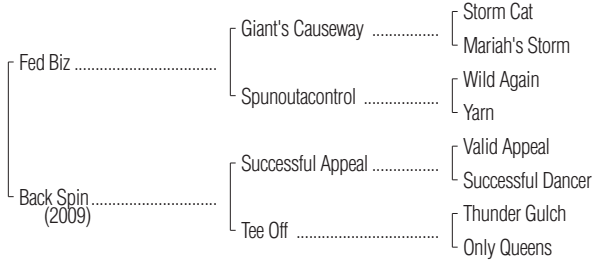 Storm Cat
Giant's Causeway ................
Mariah's Storm
Fed Biz ..................................
Wild Again
Spunoutacontrol ..................
Yarn
Valid Appeal
Successful Appeal ................
Successful Dancer
Back Spin..............................
(2009)
Thunder Gulch
Tee Off ..................................
Only Queens